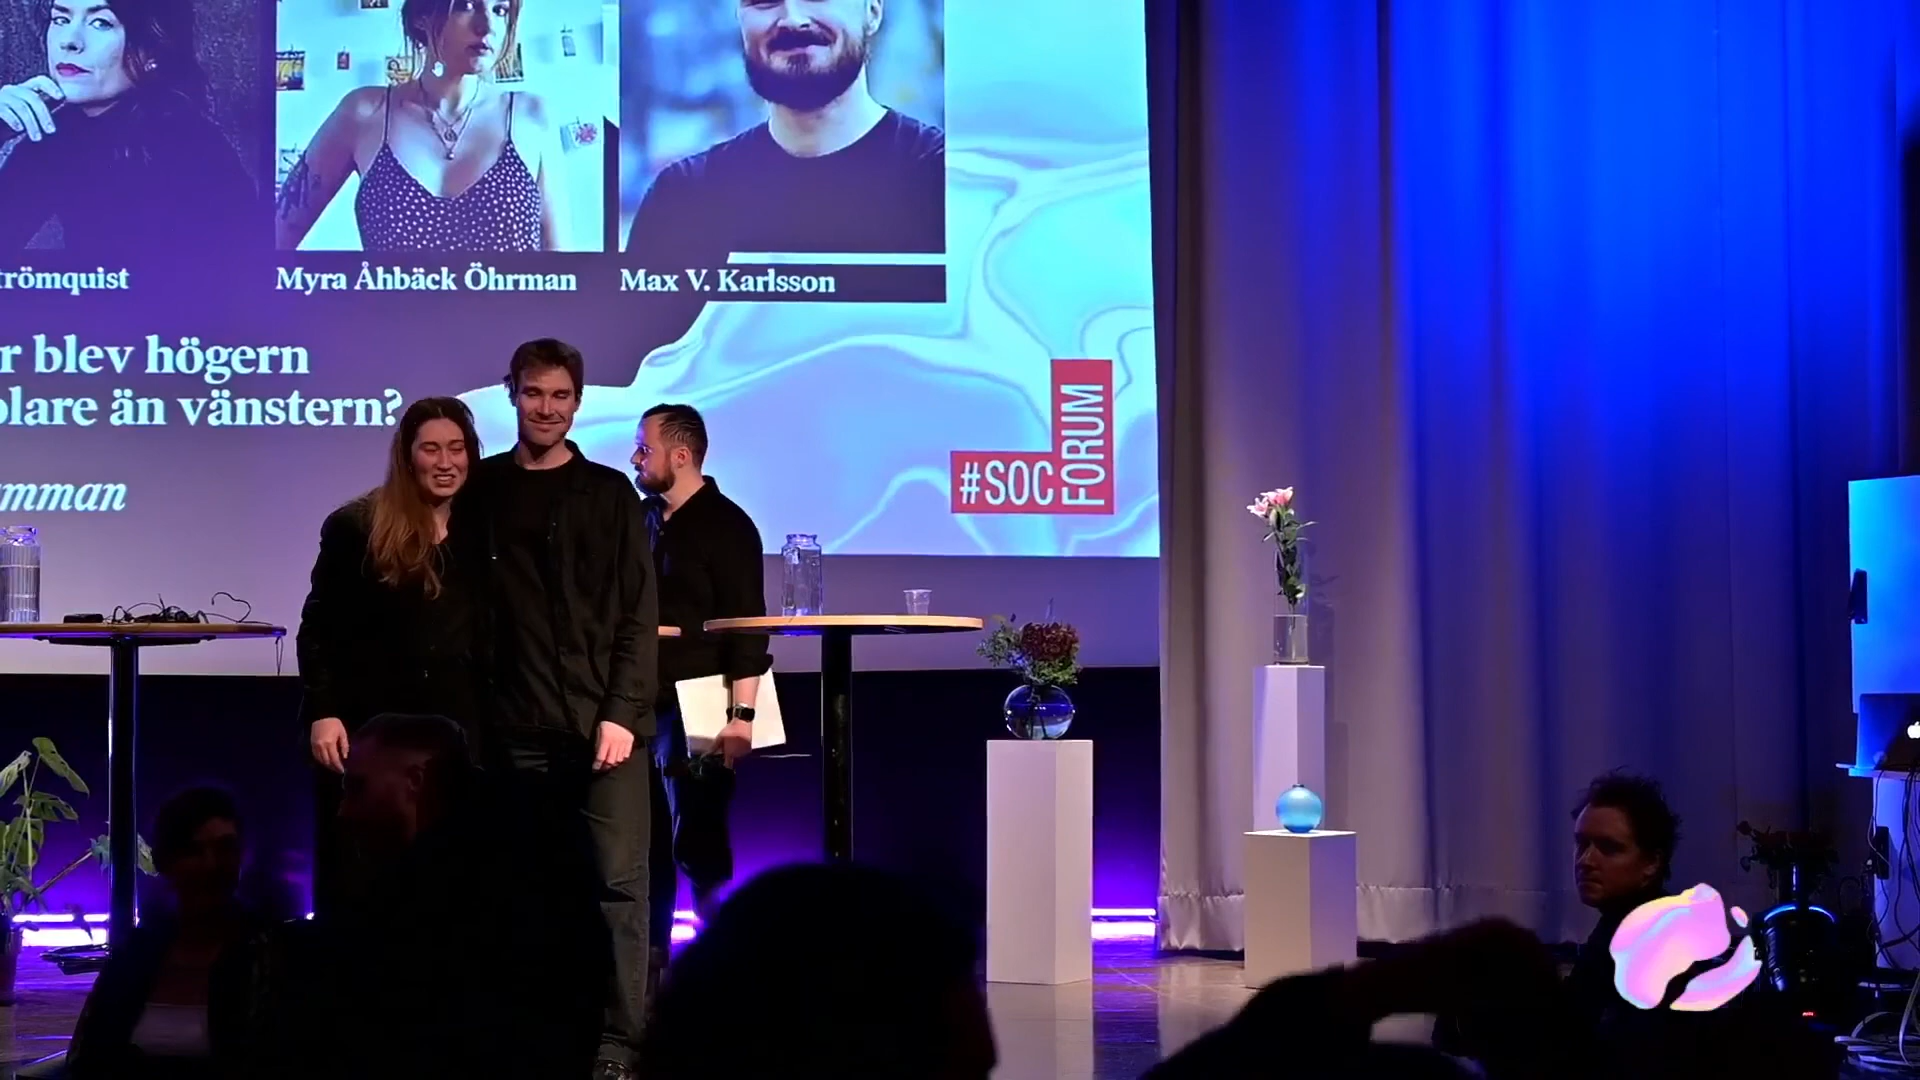 trömquist
Myra Åhbäck Öhrman
Max V. Karlsson
r blev högern
olare än vänstern?
mman
#SOC
FORUM